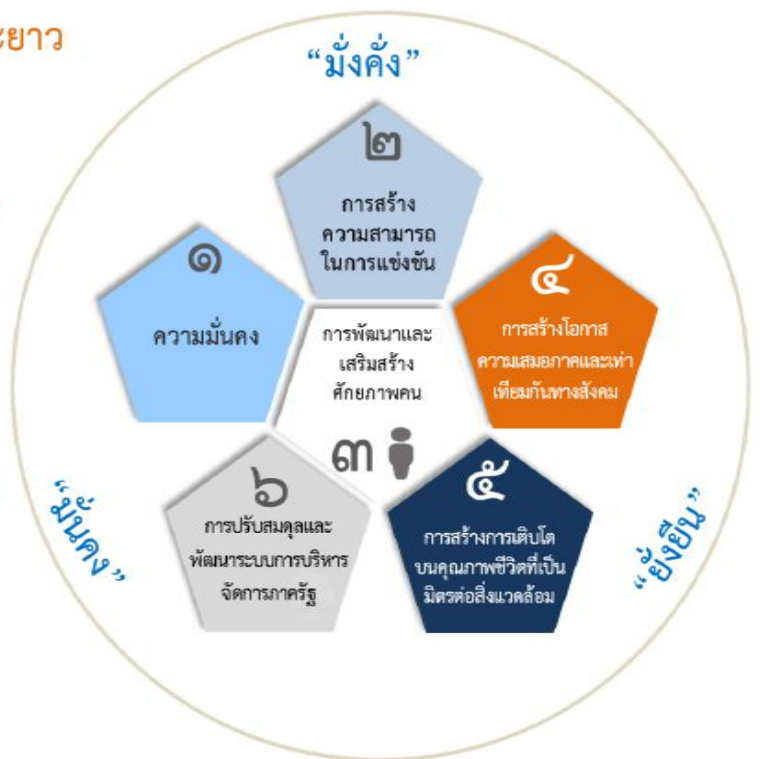 ะยาว
“มั่งคั่ง”
๒
การสร้าง
ความสามารถ
ในการแข่งขัน
๑
ความมั่นคง
๔
การสร้างโอกาส
ความเสมอภาคและเท่า
เทียมกันทางสังคม
การพัฒนาและ
เสริมสร้าง
ศักยภาพคน
๓
๖
การปรับสมดุลและ
พัฒนาระบบการบริหาร
จัดการภาครัฐ
๕
การสร้างการเติบโต
บนคุณภาพชีวิตที่เป็น
มิตรต่อสิ่งแวดล้อม
“มั่นคง”
“ยั่งยืน”